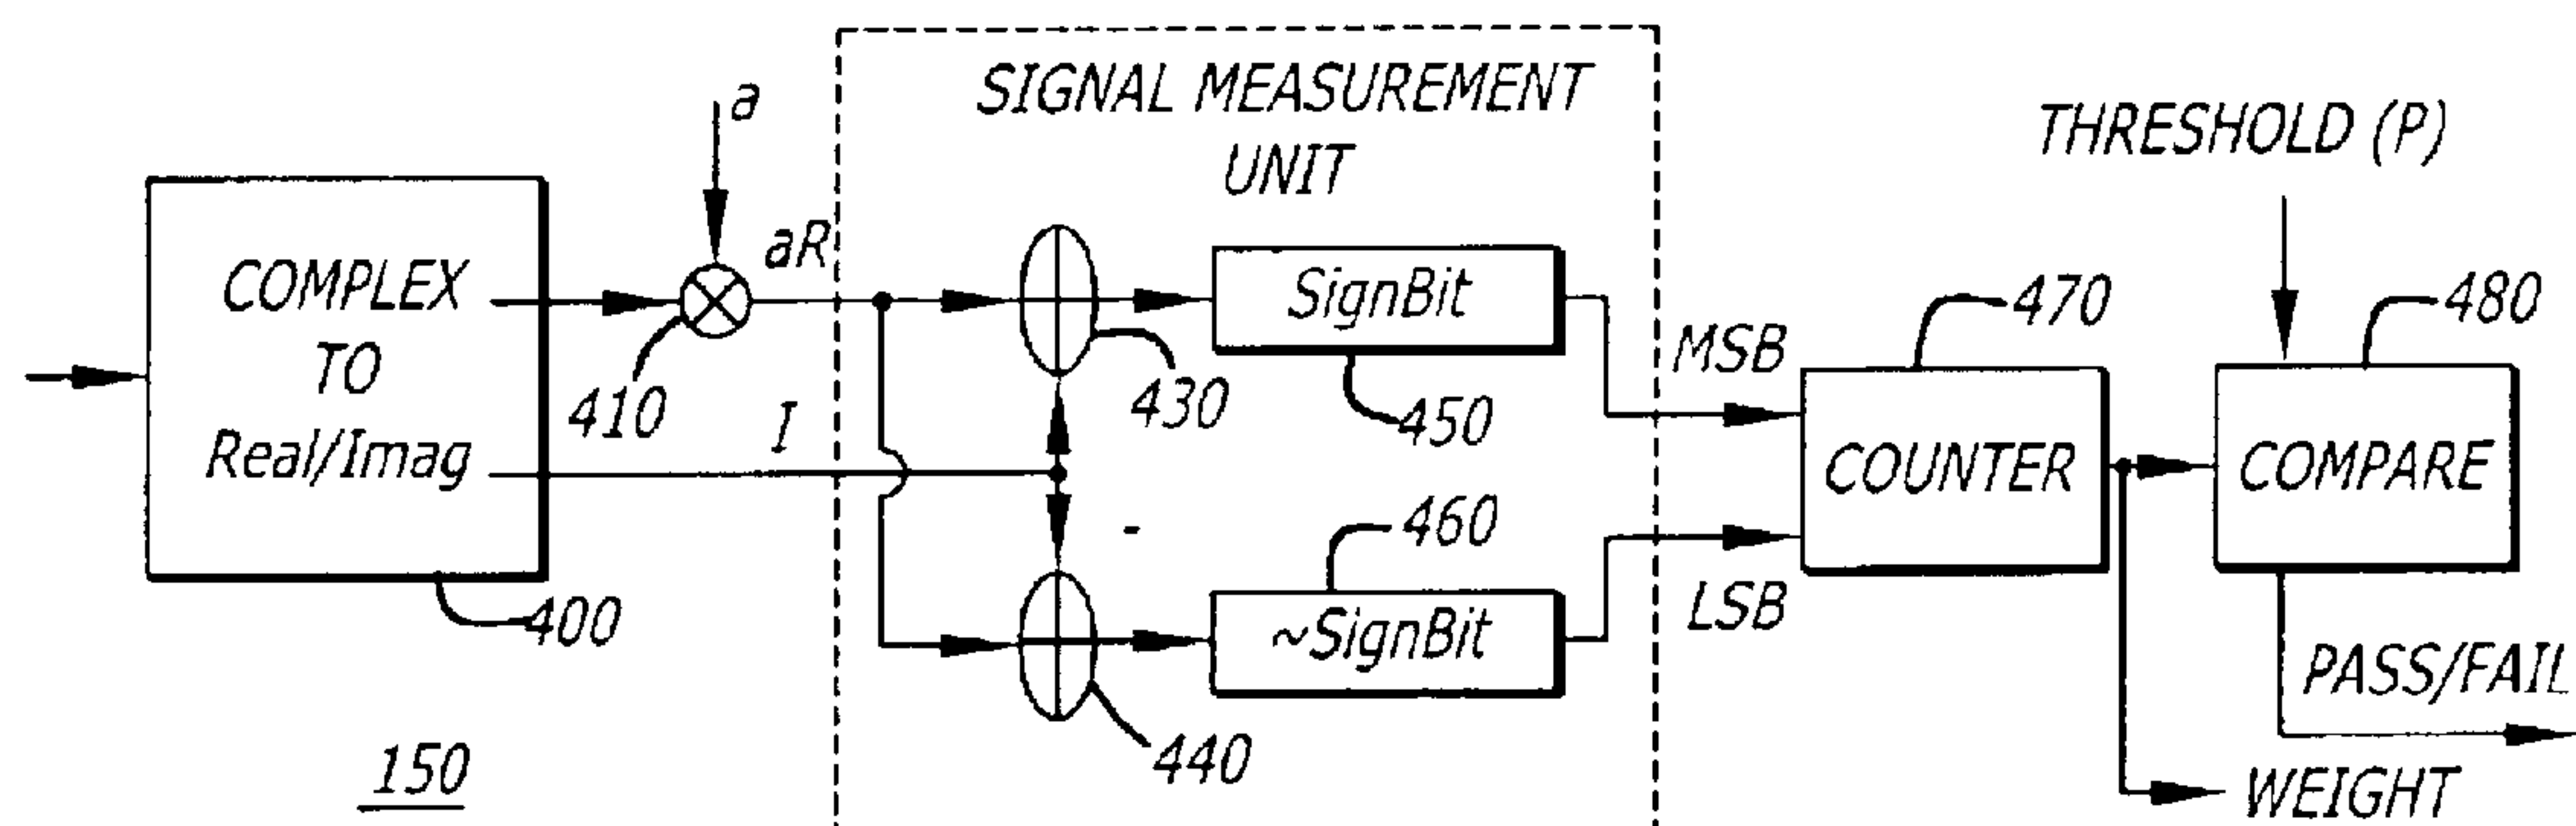 SIGNAL MEASUREMENT
UNIT
a
THRESHOLD (P)
COMPLEX
TO
Real/Imag
aR
I
410
400
SignBit
430
450
-
460
~SignBit
440
MSB
LSB
470
COUNTER
480
COMPARE
PASS/FAIL
WEIGHT
150